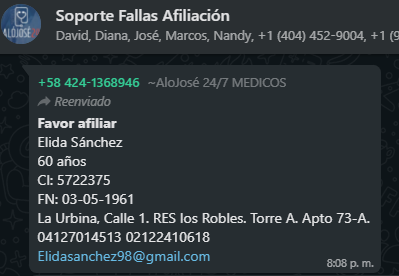 ALÓJOSÉ24
Soporte Fallas Afiliación
David, Diana, José, Marcos, Nandy, +1 (404) 452-9004, +1 (9
+58 424-1368946 ~AloJosé 24/7 MEDICOS
Reenviado
Favor afiliar
Elida Sánchez
60 años
CI: 5722375
FN: 03-05-1961
La Urbina, Calle 1. RES los Robles. Torre A. Apto 73-A.
04127014513 02122410618
Elidasanchez98@gmail.com
8:08 p. m.